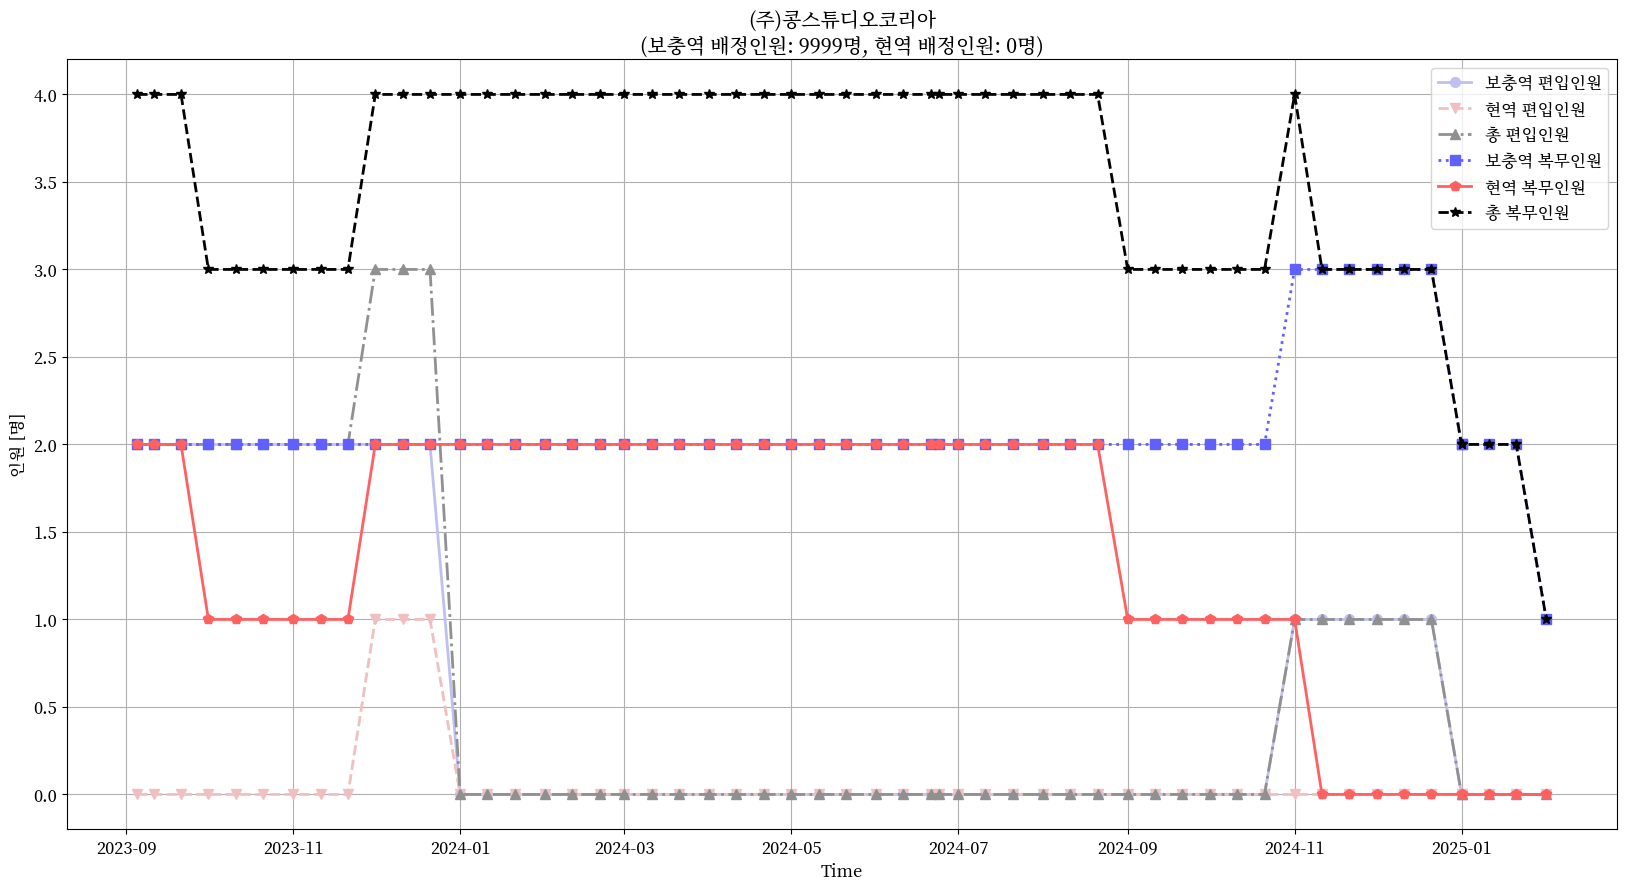 (주)콩스튜디오코리아
(보충역 배정인원: 9999명, 현역 배정인원: 0명)
보충역 편입인원
현역 편입인원
총 편입인원
보충역 복무인원
현역 복무인원
총 복무인원
인원 [명]
4.0
3.5
3.0
2.5
2.0
1.5
1.0
0.5
0.0
2023-09 2023-11 2024-01 2024-03 2024-05 2024-07 2024-09 2024-11 2025-01
Time